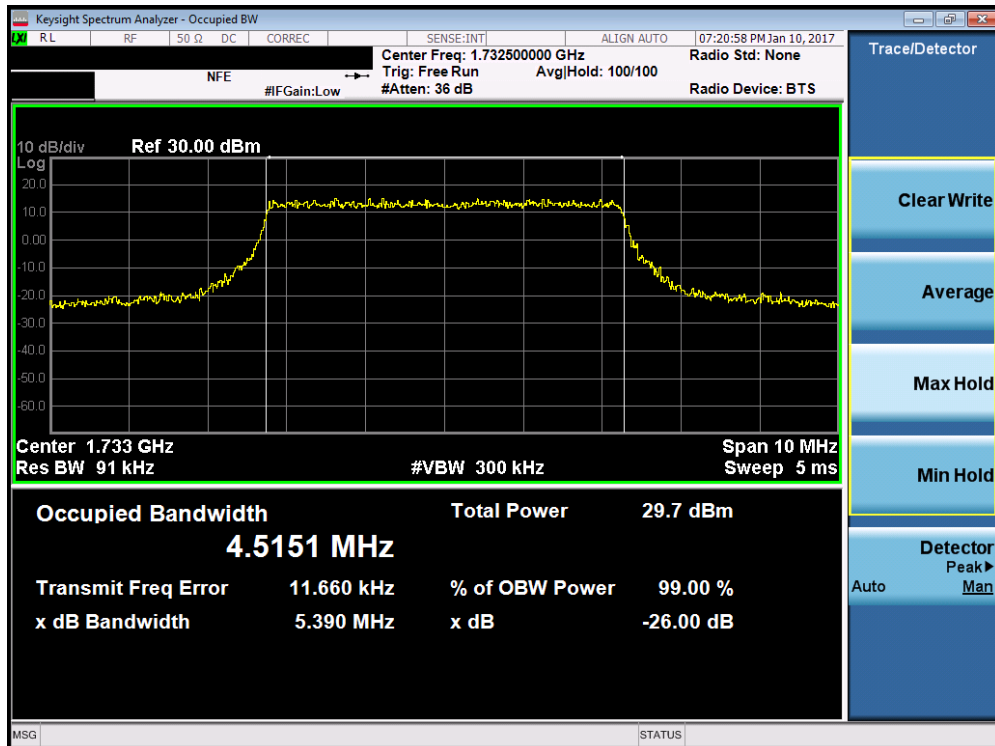 Keysight Spectrum Analyzer - Occupied BW
LXI RL RF 50 Ω DC CORREC SENSE:INT ALIGN AUTO 07:20:58 PM Jan 10, 2017
Center Freq: 1.732500000 GHz Radio Std: None
NFE Trig: Free Run Avg|Hold: 100/100
#IFGain:Low #Atten: 36 dB Radio Device: BTS
10 dB/div Ref 30.00 dBm
Log
20.0
10.0
0.00
-10.0
-20.0
-30.0
-40.0
-50.0
-60.0
Center 1.733 GHz Span 10 MHz
Res BW 91 kHz #VBW 300 kHz Sweep 5 ms
Occupied Bandwidth Total Power 29.7 dBm
4.5151 MHz
Transmit Freq Error 11.660 kHz % of OBW Power 99.00 %
x dB Bandwidth 5.390 MHz x dB -26.00 dB
MSG STATUS
Trace/Detector
Clear Write
Average
Max Hold
Min Hold
Detector
Peak▶
Auto Man